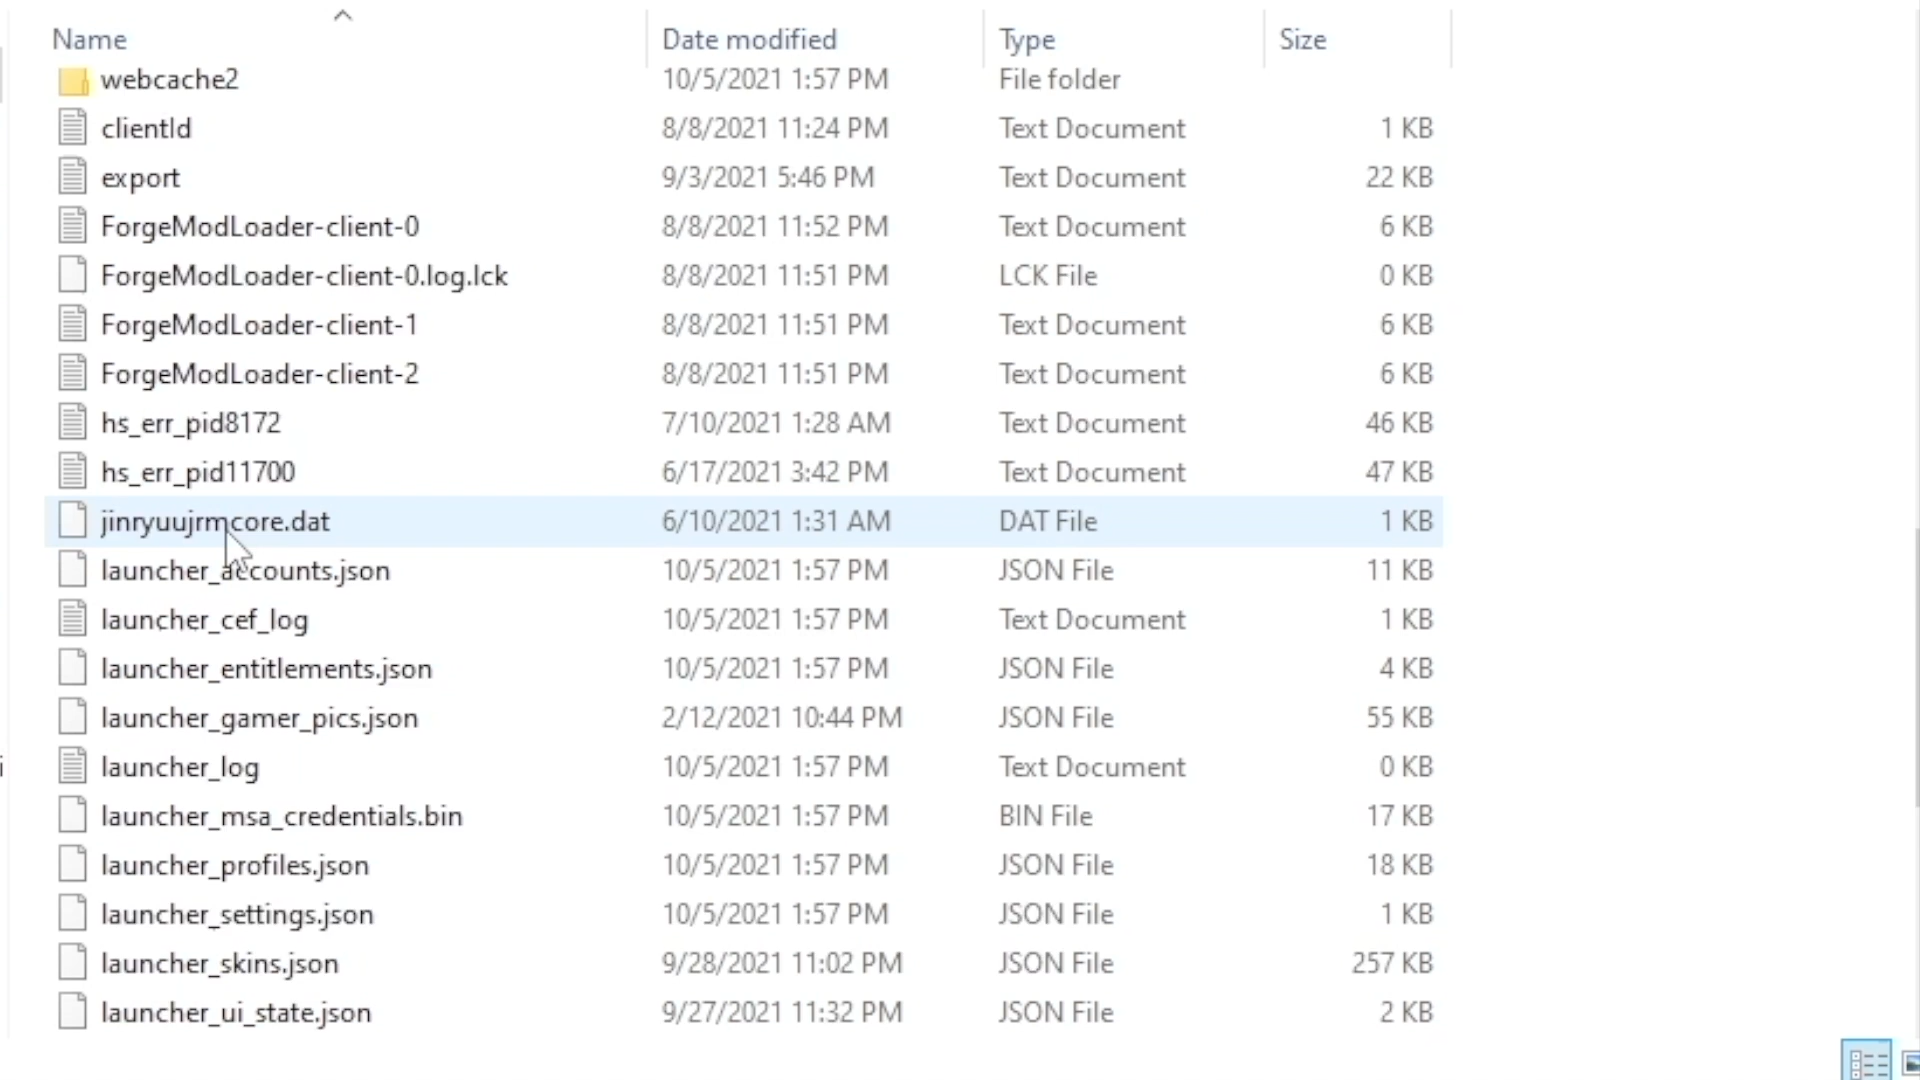 Name Date modified Type Size
webcache2 10/5/2021 1:57 PM File folder
clientId 8/8/2021 11:24 PM Text Document 1 KB
export 9/3/2021 5:46 PM Text Document 22 KB
ForgeModLoader-client-0 8/8/2021 11:52 PM Text Document 6 KB
ForgeModLoader-client-0.log.lck 8/8/2021 11:51 PM LCK File 0 KB
ForgeModLoader-client-1 8/8/2021 11:51 PM Text Document 6 KB
ForgeModLoader-client-2 8/8/2021 11:51 PM Text Document 6 KB
hs_err_pid8172 7/10/2021 1:28 AM Text Document 46 KB
hs_err_pid11700 6/17/2021 3:42 PM Text Document 47 KB
jinryuujrmcore.dat 6/10/2021 1:31 AM DAT File 1 KB
launcher_accounts.json 10/5/2021 1:57 PM JSON File 11 KB
launcher_cef_log 10/5/2021 1:57 PM Text Document 1 KB
launcher_entitlements.json 10/5/2021 1:57 PM JSON File 4 KB
launcher_gamer_pics.json 2/12/2021 10:44 PM JSON File 55 KB
launcher_log 10/5/2021 1:57 PM Text Document 0 KB
launcher_msa_credentials.bin 10/5/2021 1:57 PM BIN File 17 KB
launcher_profiles.json 10/5/2021 1:57 PM JSON File 18 KB
launcher_settings.json 10/5/2021 1:57 PM JSON File 1 KB
launcher_skins.json 9/28/2021 11:02 PM JSON File 257 KB
launcher_ui_state.json 9/27/2021 11:32 PM JSON File 2 KB